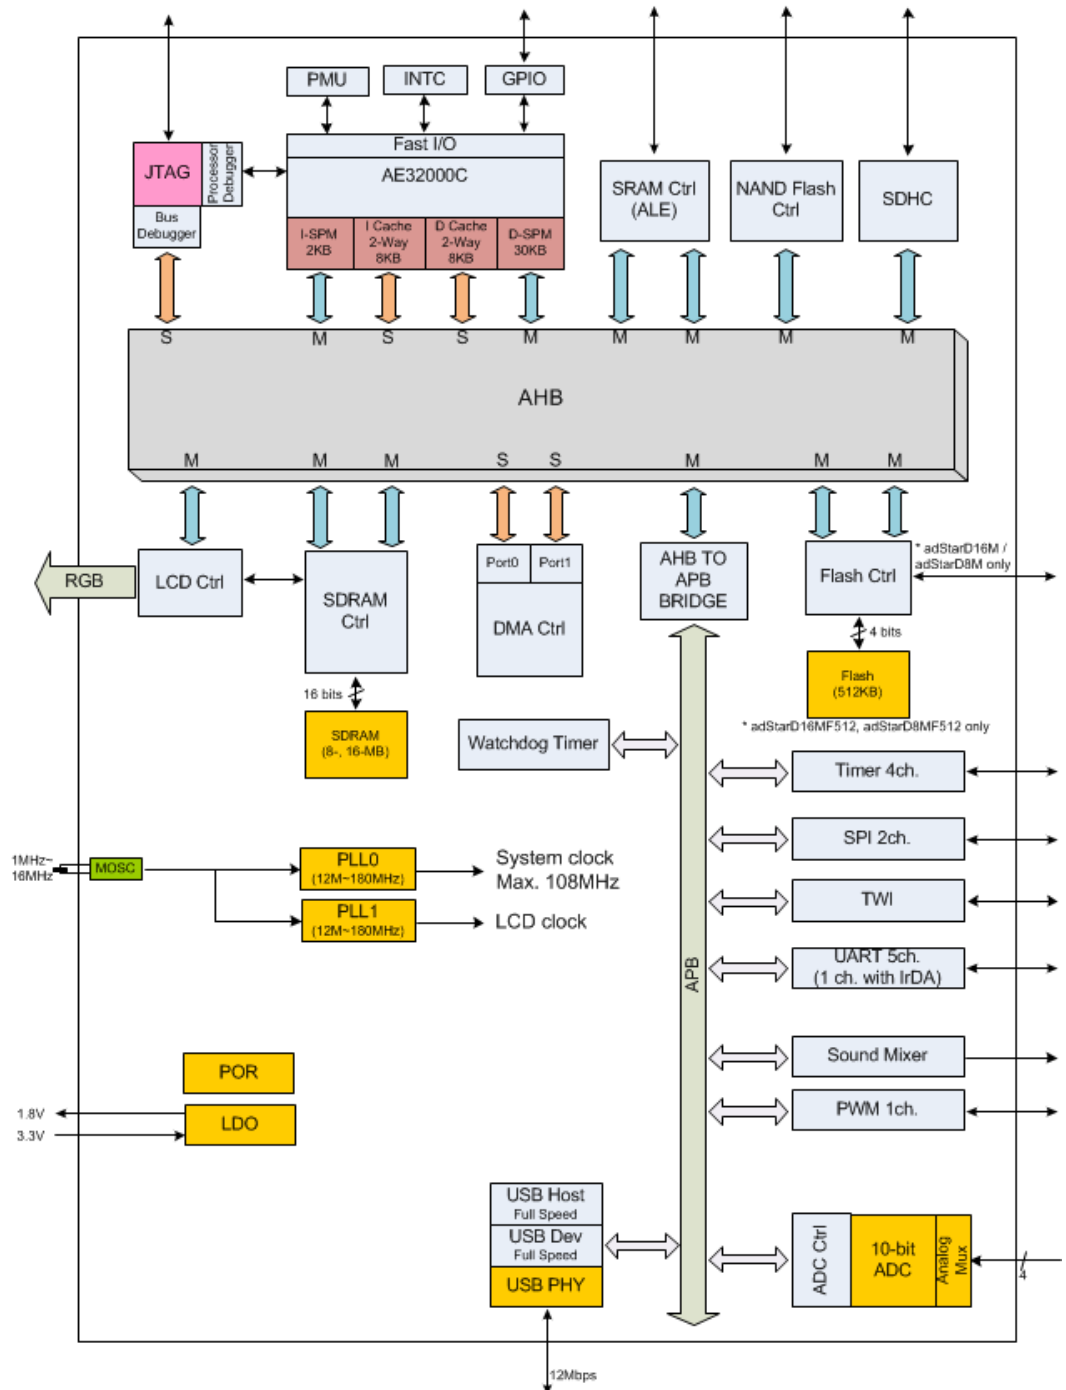 PMU
INTC
GPIO
Fast I/O
AE32000C
JTAG
Processor
Debugger
Bus
Debugger
I-SPM
2KB
I Cache
2-Way
8KB
D Cache
2-Way
8KB
D-SPM
30KB
SRAM Ctrl
(ALE)
NAND Flash
Ctrl
SDHC
S
M
S
S
M
M
M
M
M
AHB
M
M
M
S
S
M
M
M
RGB
LCD Ctrl
SDRAM
Ctrl
Port0
Port1
DMA Ctrl
AHB TO
APB
BRIDGE
Flash Ctrl
* adStarD16M /
adStarD8M only
4 bits
Flash
(512KB)
* adStarD16MF512, adStarD8MF512 only
16 bits
SDRAM
(8-, 16-MB)
Watchdog Timer
Timer 4ch.
SPI 2ch.
TWI
UART 5ch.
(1 ch. with IrDA)
Sound Mixer
PWM 1ch.
APB
1MHz~
16MHz
MOSC
PLL0
(12M~180MHz)
System clock
Max. 108MHz
PLL1
(12M~180MHz)
LCD clock
POR
LDO
1.8V
3.3V
USB Host
Full Speed
USB Dev
Full Speed
USB PHY
12Mbps
ADC Ctrl
10-bit
ADC
Analog
Mux
4